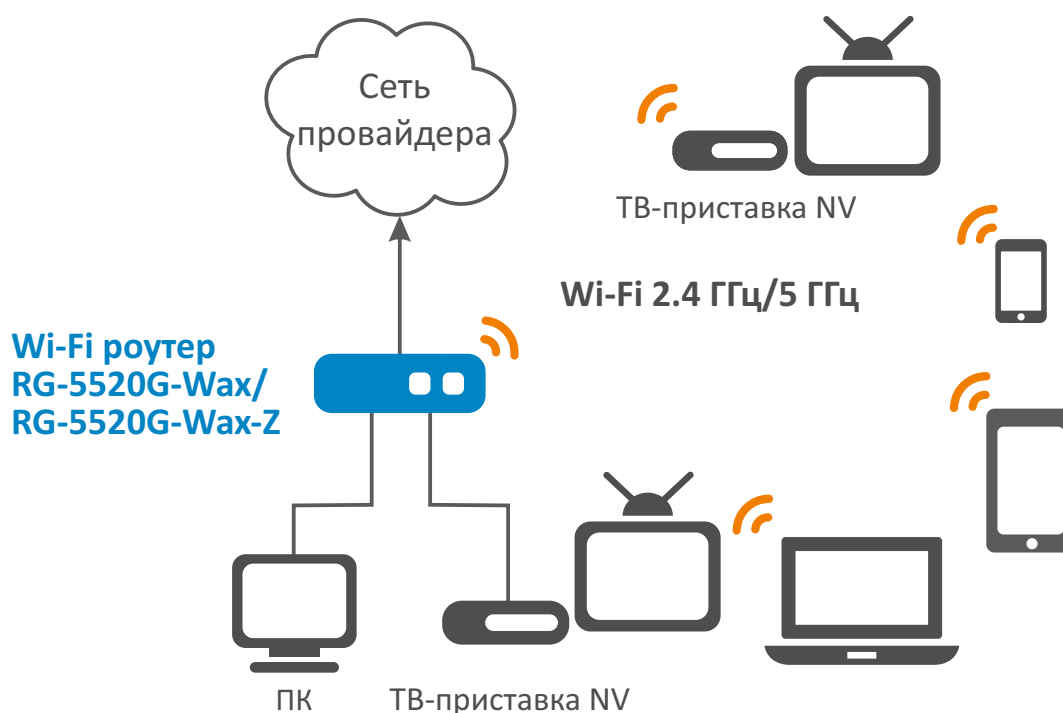 Сеть
провайдера
ТВ-приставка NV
Wi-Fi 2.4 ГГц/5 ГГц
Wi-Fi роутер
RG-5520G-Wax/
RG-5520G-Wax-Z
ПК
ТВ-приставка NV